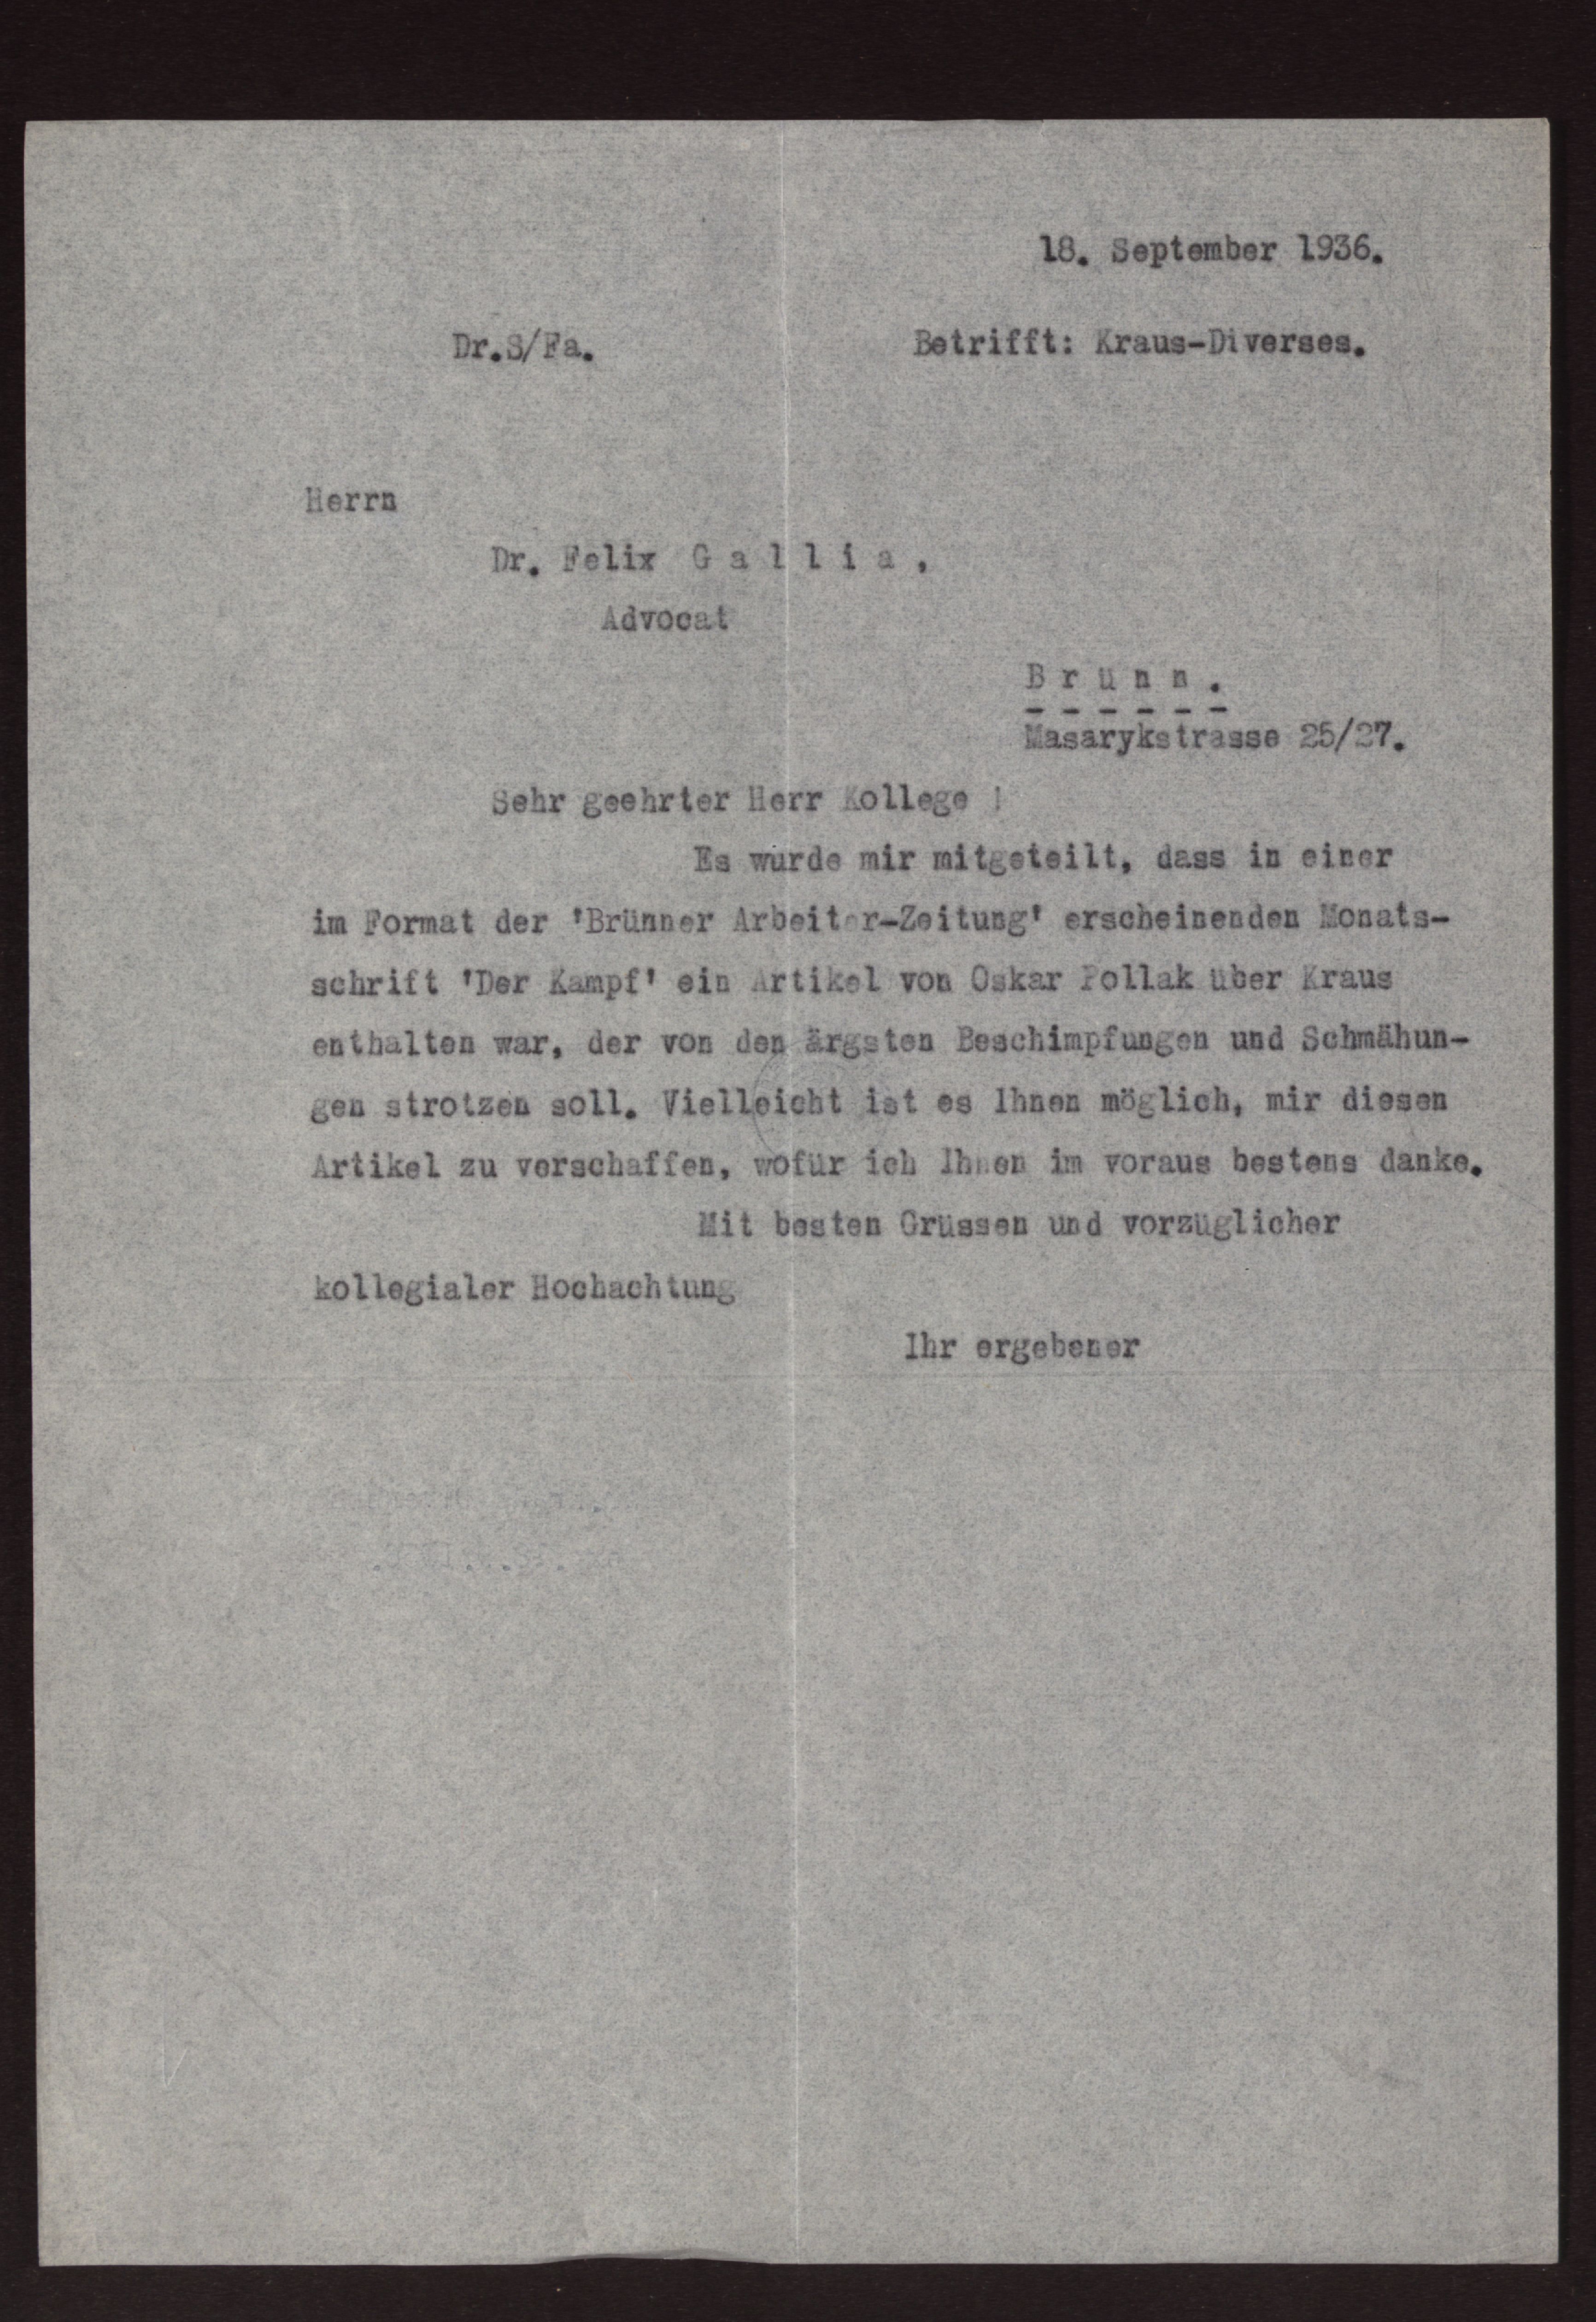 18. September 1936.
Dr.S/Fa.
Betrifft: Kraus-Diverses.
Herrn
Dr. Felix G a l l i a ,
Advocat
B r ü n n .
Masarykstrasse 25/27.
Sehr geehrter Herr Kollege !
Es wurde mir mitgeteilt, dass in einer
im Format der 'Brünner Arbeiter-Zeitung' erscheinenden Monats-
schrift 'Der Kampf' ein Artikel von Oskar Pollak über Kraus
enthalten war, der von den ärgsten Beschimpfungen und Schmähun-
gen strotzen soll. Vielleicht ist es Ihnen möglich, mir diesen
Artikel zu verschaffen, wofür ich Ihnen im voraus bestens danke.
Mit besten Grüssen und vorzüglicher
kollegialer Hochachtung
Ihr ergebener